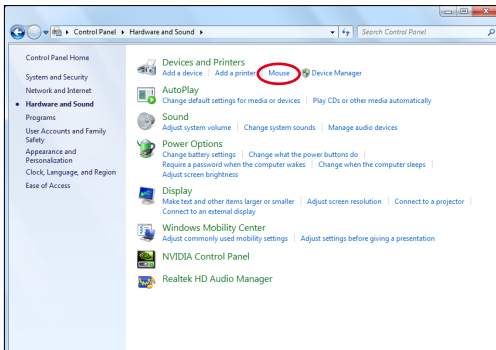 Control Panel ▸ Hardware and Sound ▸
Search Control Panel
Control Panel Home
System and Security
Network and Internet
Hardware and Sound
Programs
User Accounts and Family
Safety
Appearance and
Personalization
Clock, Language, and Region
Ease of Access
Devices and Printers
Add a device | Add a printer | Mouse | Device Manager
AutoPlay
Change default settings for media or devices | Play CDs or other media automatically
Sound
Adjust system volume | Change system sounds | Manage audio devices
Power Options
Change battery settings | Change what the power buttons do |
Require a password when the computer wakes | Change when the computer sleeps |
Adjust screen brightness
Display
Make text and other items larger or smaller | Adjust screen resolution | Connect to a projector |
Connect to an external display
Windows Mobility Center
Adjust commonly used mobility settings | Adjust settings before giving a presentation
NVIDIA Control Panel
Realtek HD Audio Manager